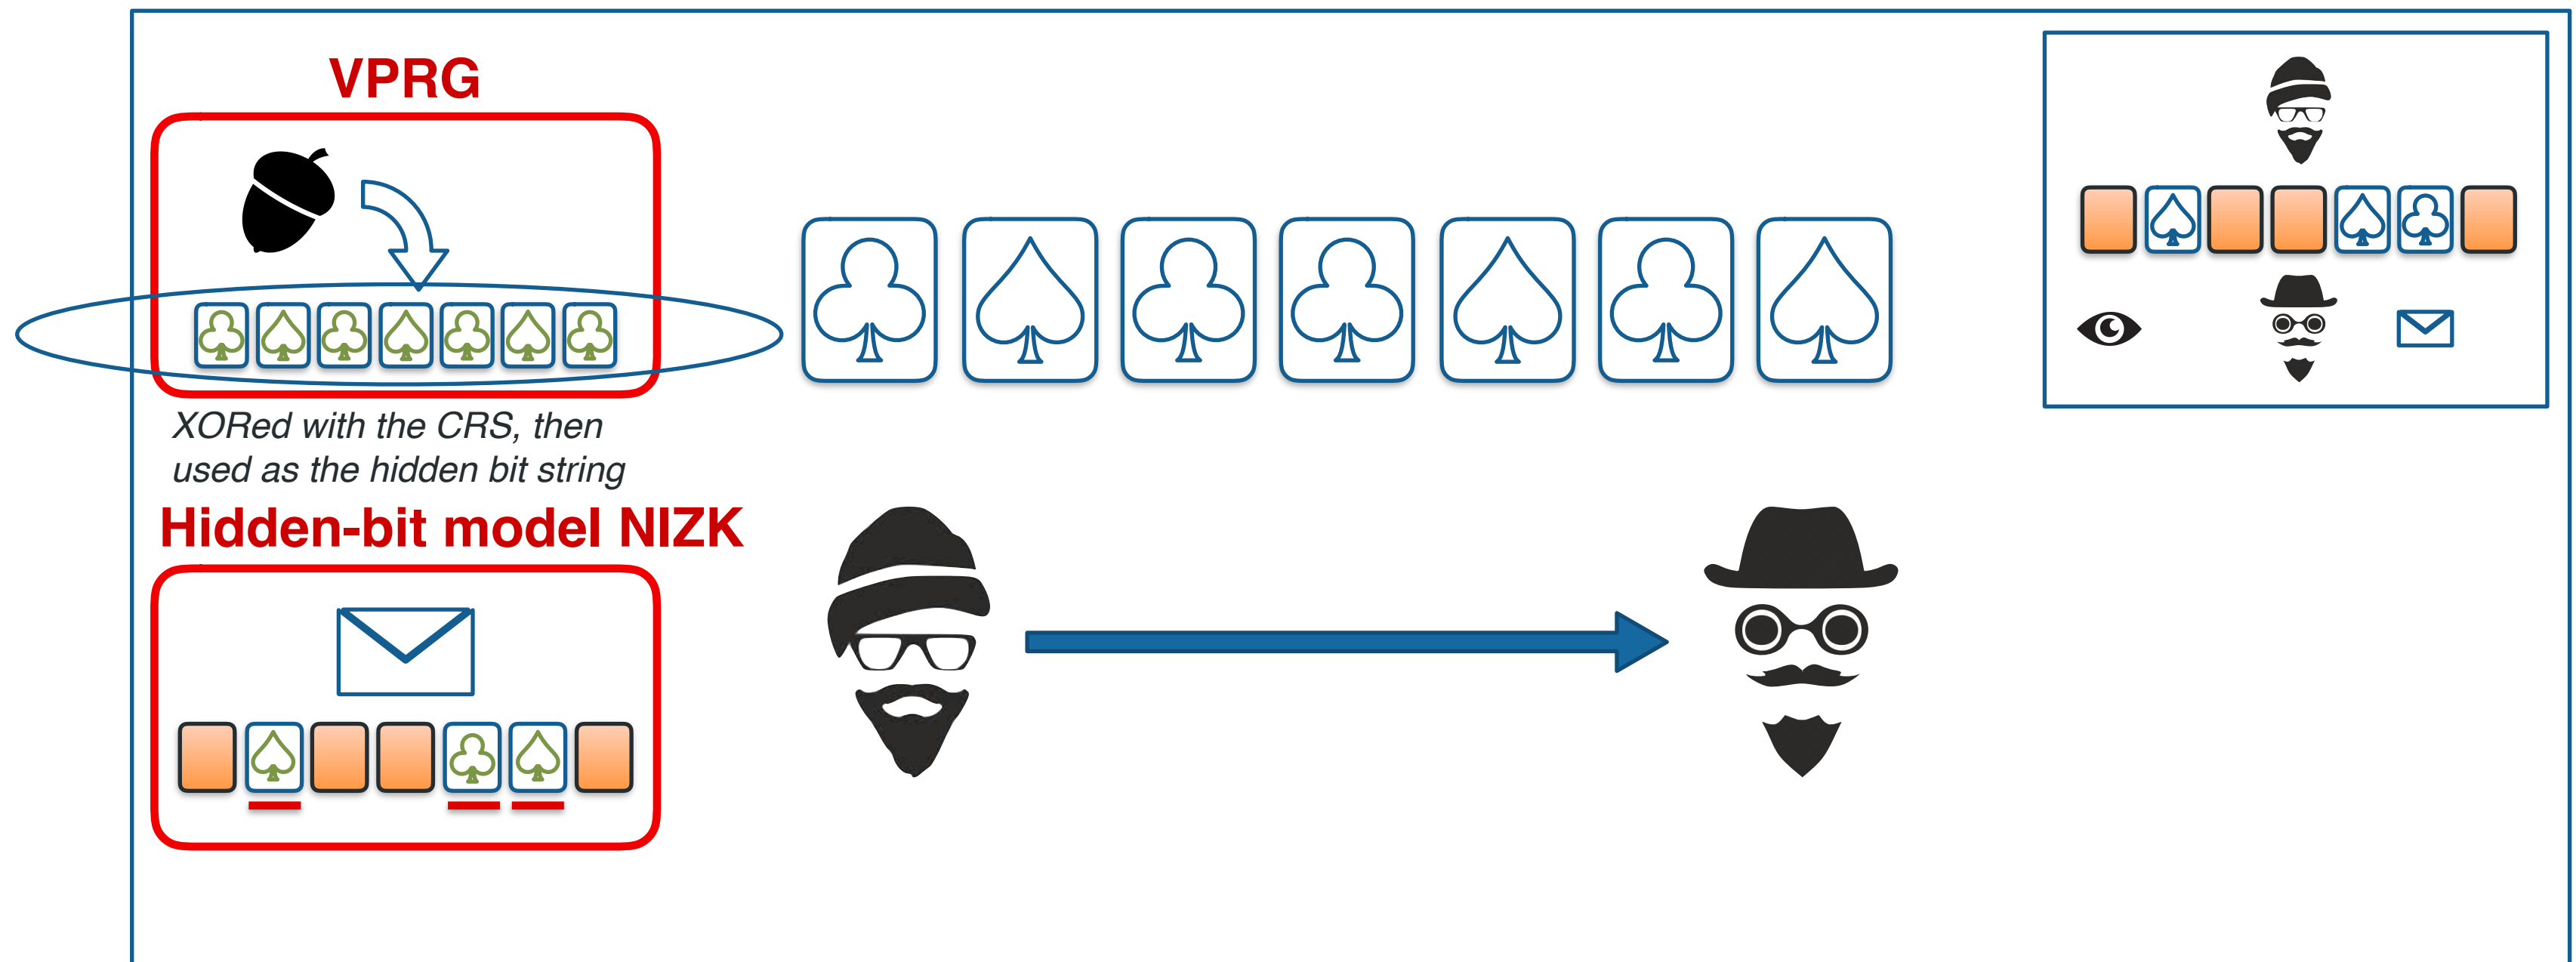 VPRG
XORed with the CRS, then
used as the hidden bit string
Hidden-bit model NIZK